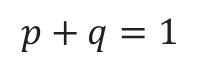 p + q = 1